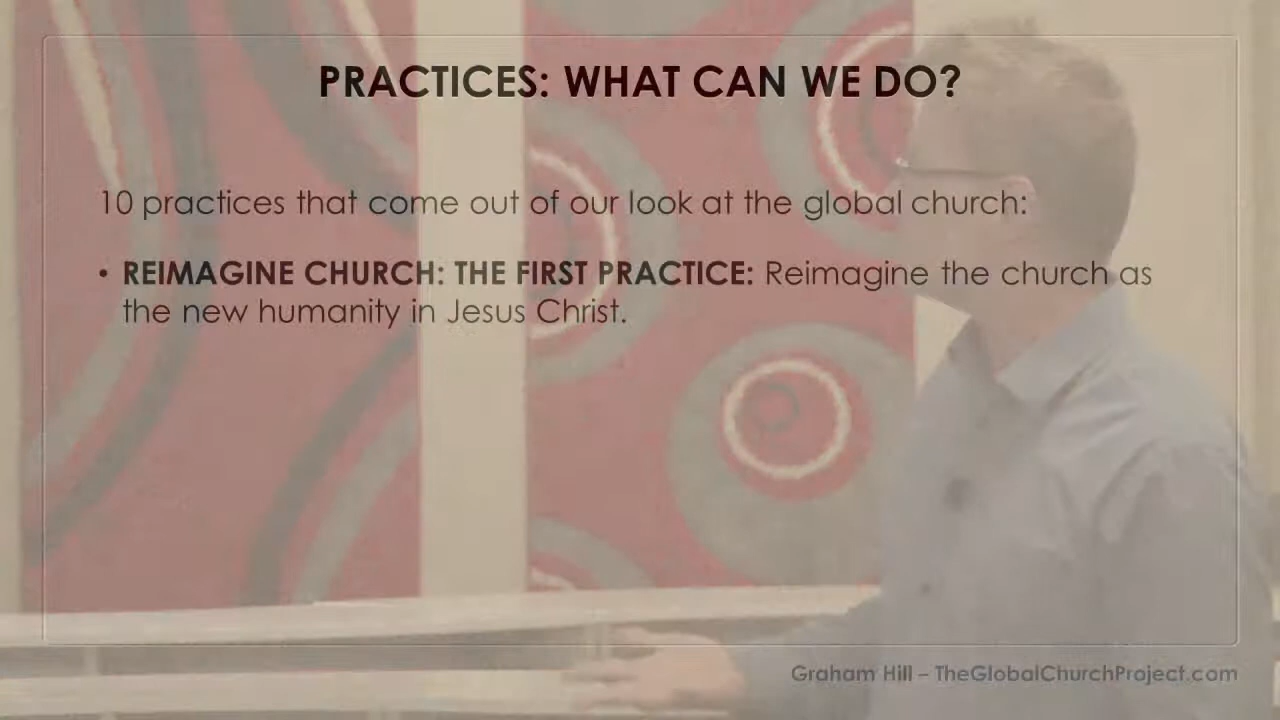 PRACTICES: WHAT CAN WE DO?
10 practices that come out of our look at the global church:
• REIMAGINE CHURCH: THE FIRST PRACTICE: Reimagine the church as
the new humanity in Jesus Christ.
Graham Hill – TheGlobalChurchProject.com